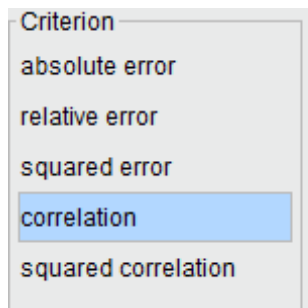 Criterion
absolute error
relative error
squared error
correlation
squared correlation